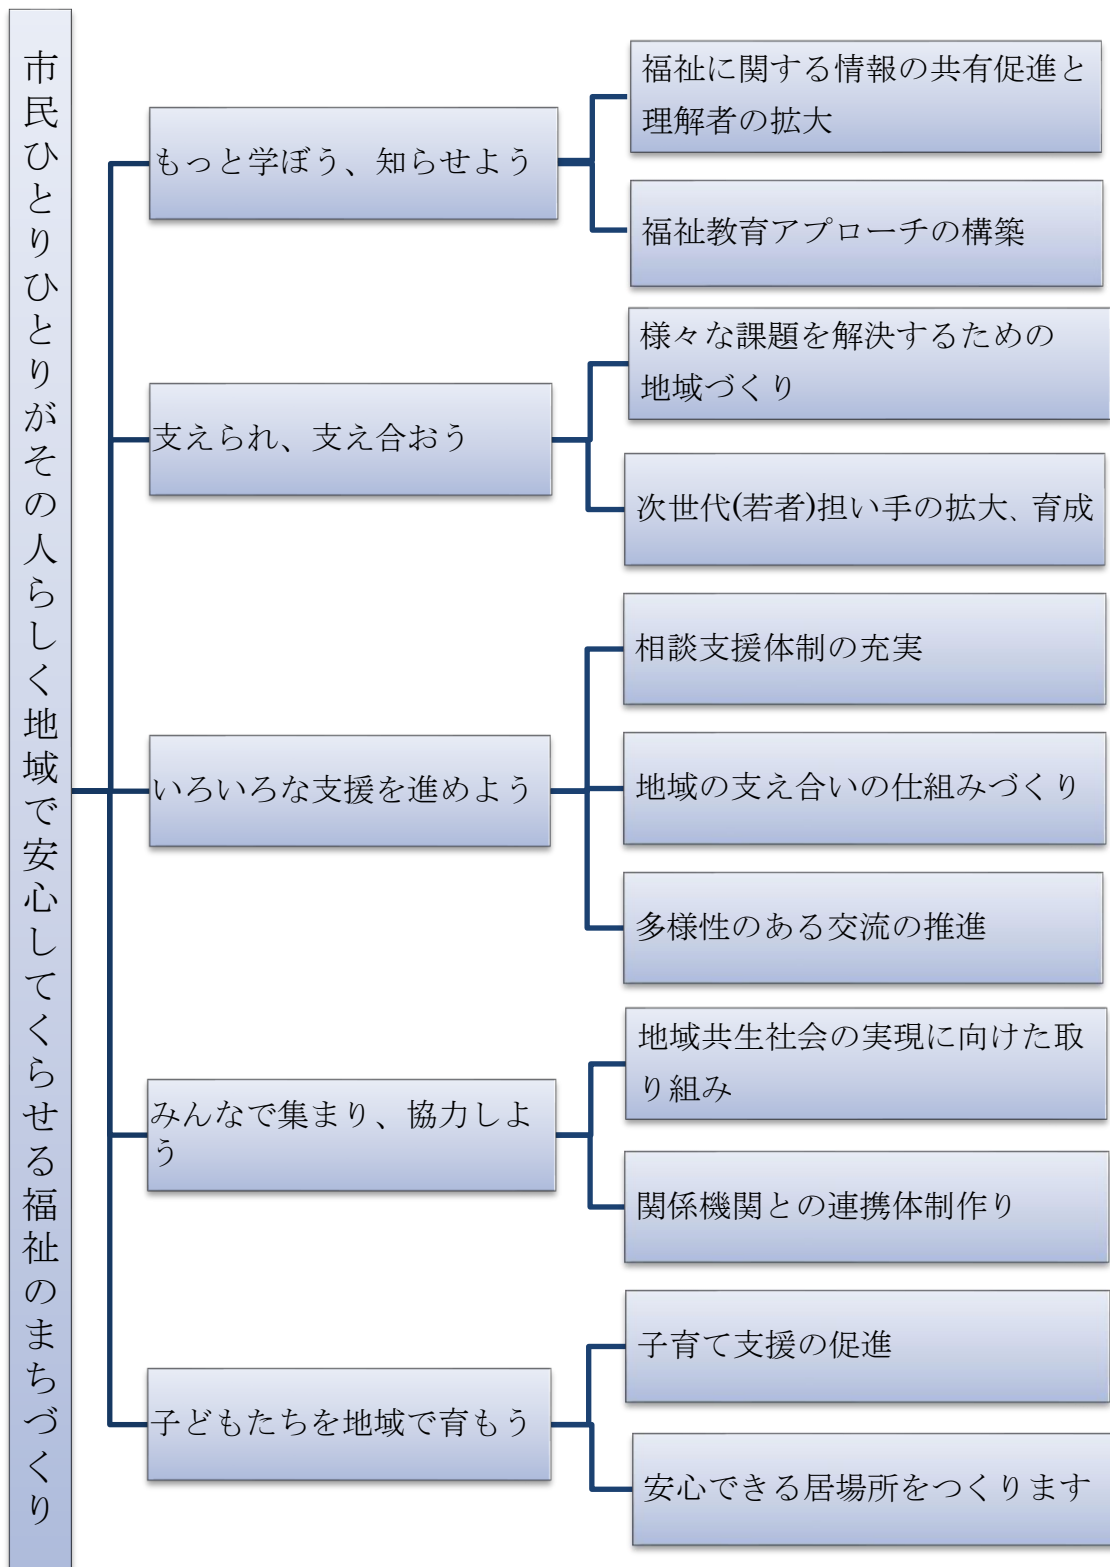 市民ひとりひとりがその人らしく地域で安心してくらせる福祉のまちづくり
もっと学ぼう、知らせよう
福祉に関する情報の共有促進と
理解者の拡大
福祉教育アプローチの構築
支えられ、支え合おう
様々な課題を解決するための
地域づくり
次世代(若者)担い手の拡大、育成
いろいろな支援を進めよう
相談支援体制の充実
地域の支え合いの仕組みづくり
多様性のある交流の推進
みんなで集まり、協力しよ
う
地域共生社会の実現に向けた取
り組み
関係機関との連携体制作り
子どもたちを地域で育もう
子育て支援の促進
安心できる居場所をつくります